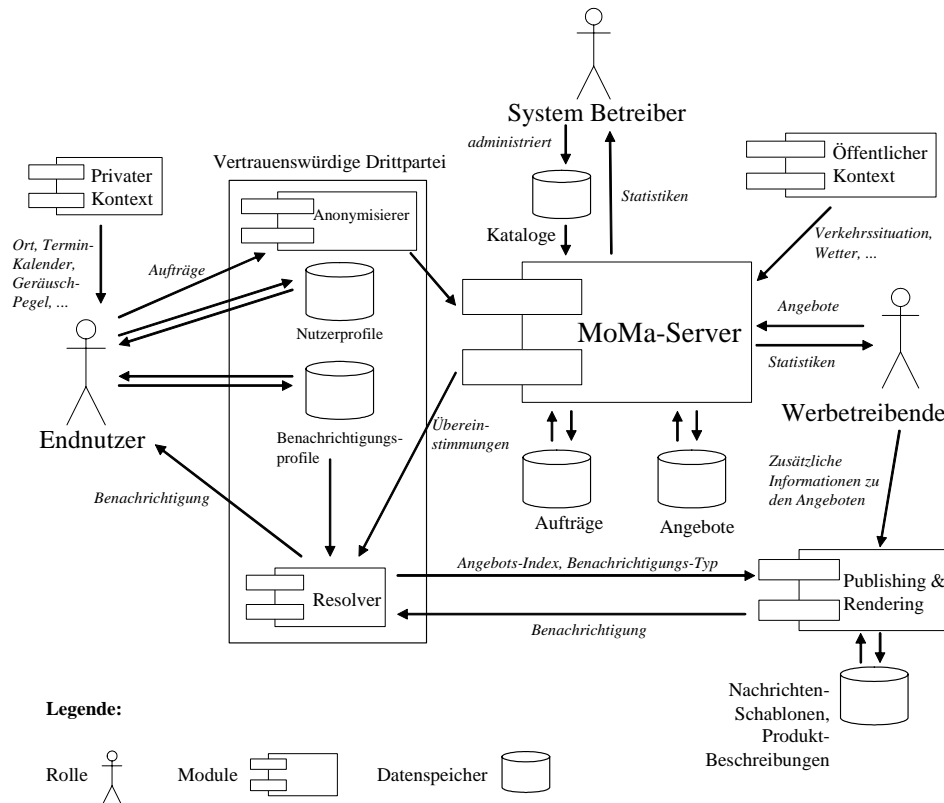 System Betreiber
administriert
Statistiken
Kataloge
Vertrauenswürdige Drittpartei
Privater
Kontext
Anonymisierer
Öffentlicher
Kontext
Ort, Termin-
Kalender,
Geräusch-
Pegel, ...
Aufträge
Verkehrssituation,
Wetter, ...
Nutzerprofile
MoMa-Server
Angebote
Statistiken
Endnutzer
Benachrichtigungs-
profile
Überein-
stimmungen
Werbetreibende
Benachrichtigung
Aufträge
Angebote
Zusätzliche
Informationen zu
den Angeboten
Resolver
Angebots-Index, Benachrichtigungs-Typ
Benachrichtigung
Publishing &
Rendering
Nachrichten-
Schablonen,
Produkt-
Beschreibungen
Legende:
Rolle
Module
Datenspeicher